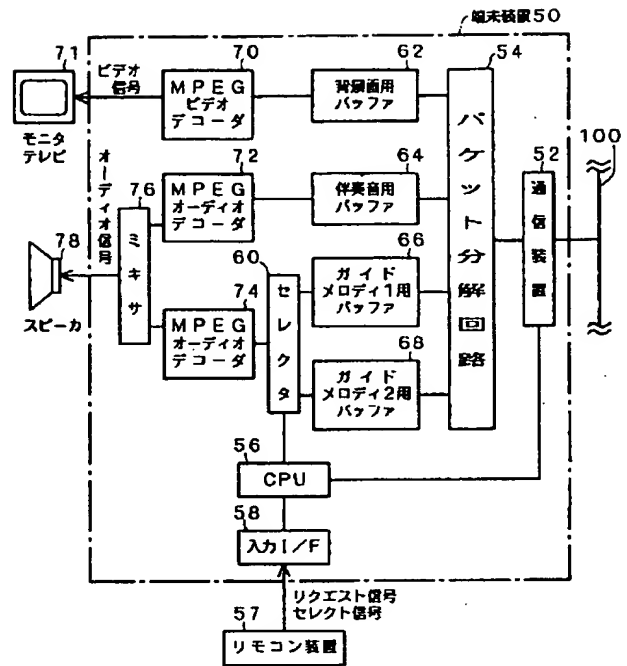 端末装置50
71
ビデオ
信号
モニタ
テレビ
70
MPEG
ビデオ
デコーダ
62
背景画用
バッファ
54
パケット分解回路
52
通信装置
100
オーディオ信号
76
ミキサ
72
MPEG
オーディオ
デコーダ
64
伴奏音用
バッファ
78
スピーカ
60
セレクタ
74
MPEG
オーディオ
デコーダ
66
ガイド
メロディ1用
バッファ
68
ガイド
メロディ2用
バッファ
56
CPU
58
入力I/F
リクエスト信号
セレクト信号
57
リモコン装置